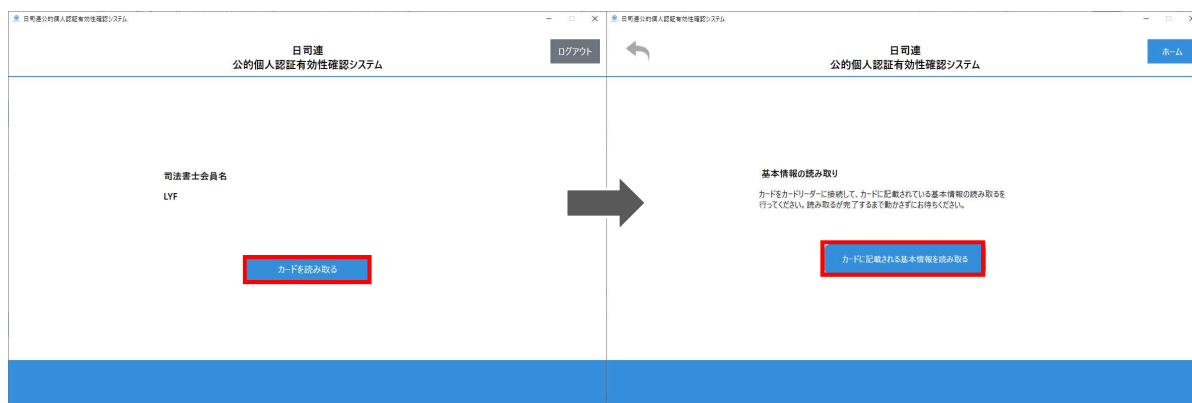 日司連公的個人認証有効性確認システム
日司連
公的個人認証有効性確認システム
ログアウト
司法書士会員名
LYF
カードを読み取る
日司連公的個人認証有効性確認システム
日司連
公的個人認証有効性確認システム
ホーム
基本情報の読み取り
カードをカードリーダーに接続して、カードに記載されている基本情報の読み取るを
行ってください。読み取るが完了するまで動かさずにお待ちください。
カードに記載される基本情報を読み取る